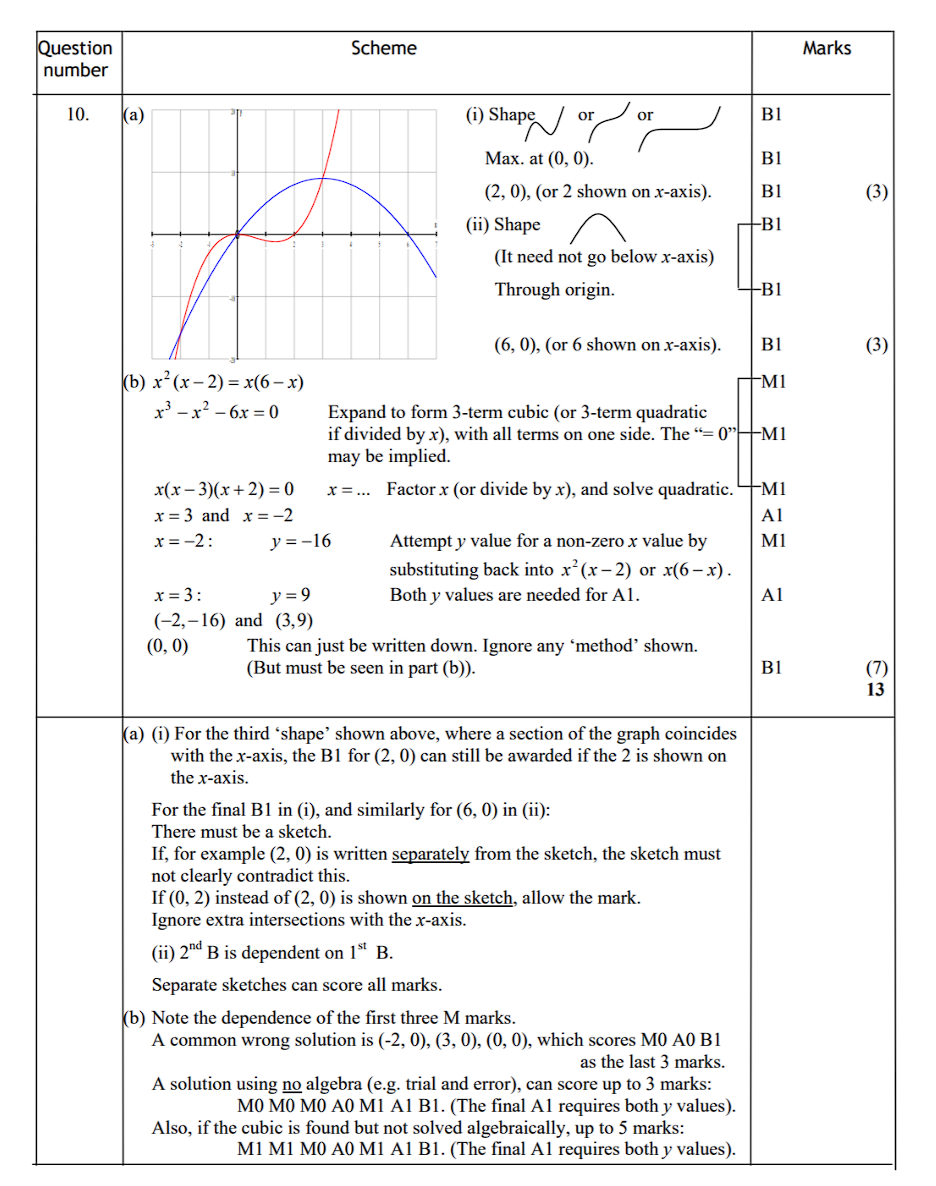 Question number Scheme Marks
10. (a) (i) Shape or or B1
Max. at (0, 0). B1
(2, 0), (or 2 shown on x-axis). B1 (3)
(ii) Shape B1
(It need not go below x-axis)
Through origin. B1
(6, 0), (or 6 shown on x-axis). B1 (3)
(b) x²(x – 2) = x(6 – x) M1
x³ – x² – 6x = 0 Expand to form 3-term cubic (or 3-term quadratic
if divided by x), with all terms on one side. The “= 0” M1
may be implied.
x(x – 3)(x + 2) = 0 x = ... Factor x (or divide by x), and solve quadratic. M1
x = 3 and x = –2 A1
x = –2 : y = –16 Attempt y value for a non-zero x value by M1
substituting back into x²(x – 2) or x(6 – x).
x = 3 : y = 9 Both y values are needed for A1. A1
(–2, – 16) and (3,9)
(0, 0) This can just be written down. Ignore any ‘method’ shown.
(But must be seen in part (b)). B1 (7)
13
(a) (i) For the third ‘shape’ shown above, where a section of the graph coincides
with the x-axis, the B1 for (2, 0) can still be awarded if the 2 is shown on
the x-axis.
For the final B1 in (i), and similarly for (6, 0) in (ii):
There must be a sketch.
If, for example (2, 0) is written separately from the sketch, the sketch must
not clearly contradict this.
If (0, 2) instead of (2, 0) is shown on the sketch, allow the mark.
Ignore extra intersections with the x-axis.
(ii) 2nd B is dependent on 1st B.
Separate sketches can score all marks.
(b) Note the dependence of the first three M marks.
A common wrong solution is (-2, 0), (3, 0), (0, 0), which scores M0 A0 B1
as the last 3 marks.
A solution using no algebra (e.g. trial and error), can score up to 3 marks:
M0 M0 M0 A0 M1 A1 B1. (The final A1 requires both y values).
Also, if the cubic is found but not solved algebraically, up to 5 marks:
M1 M1 M0 A0 M1 A1 B1. (The final A1 requires both y values).